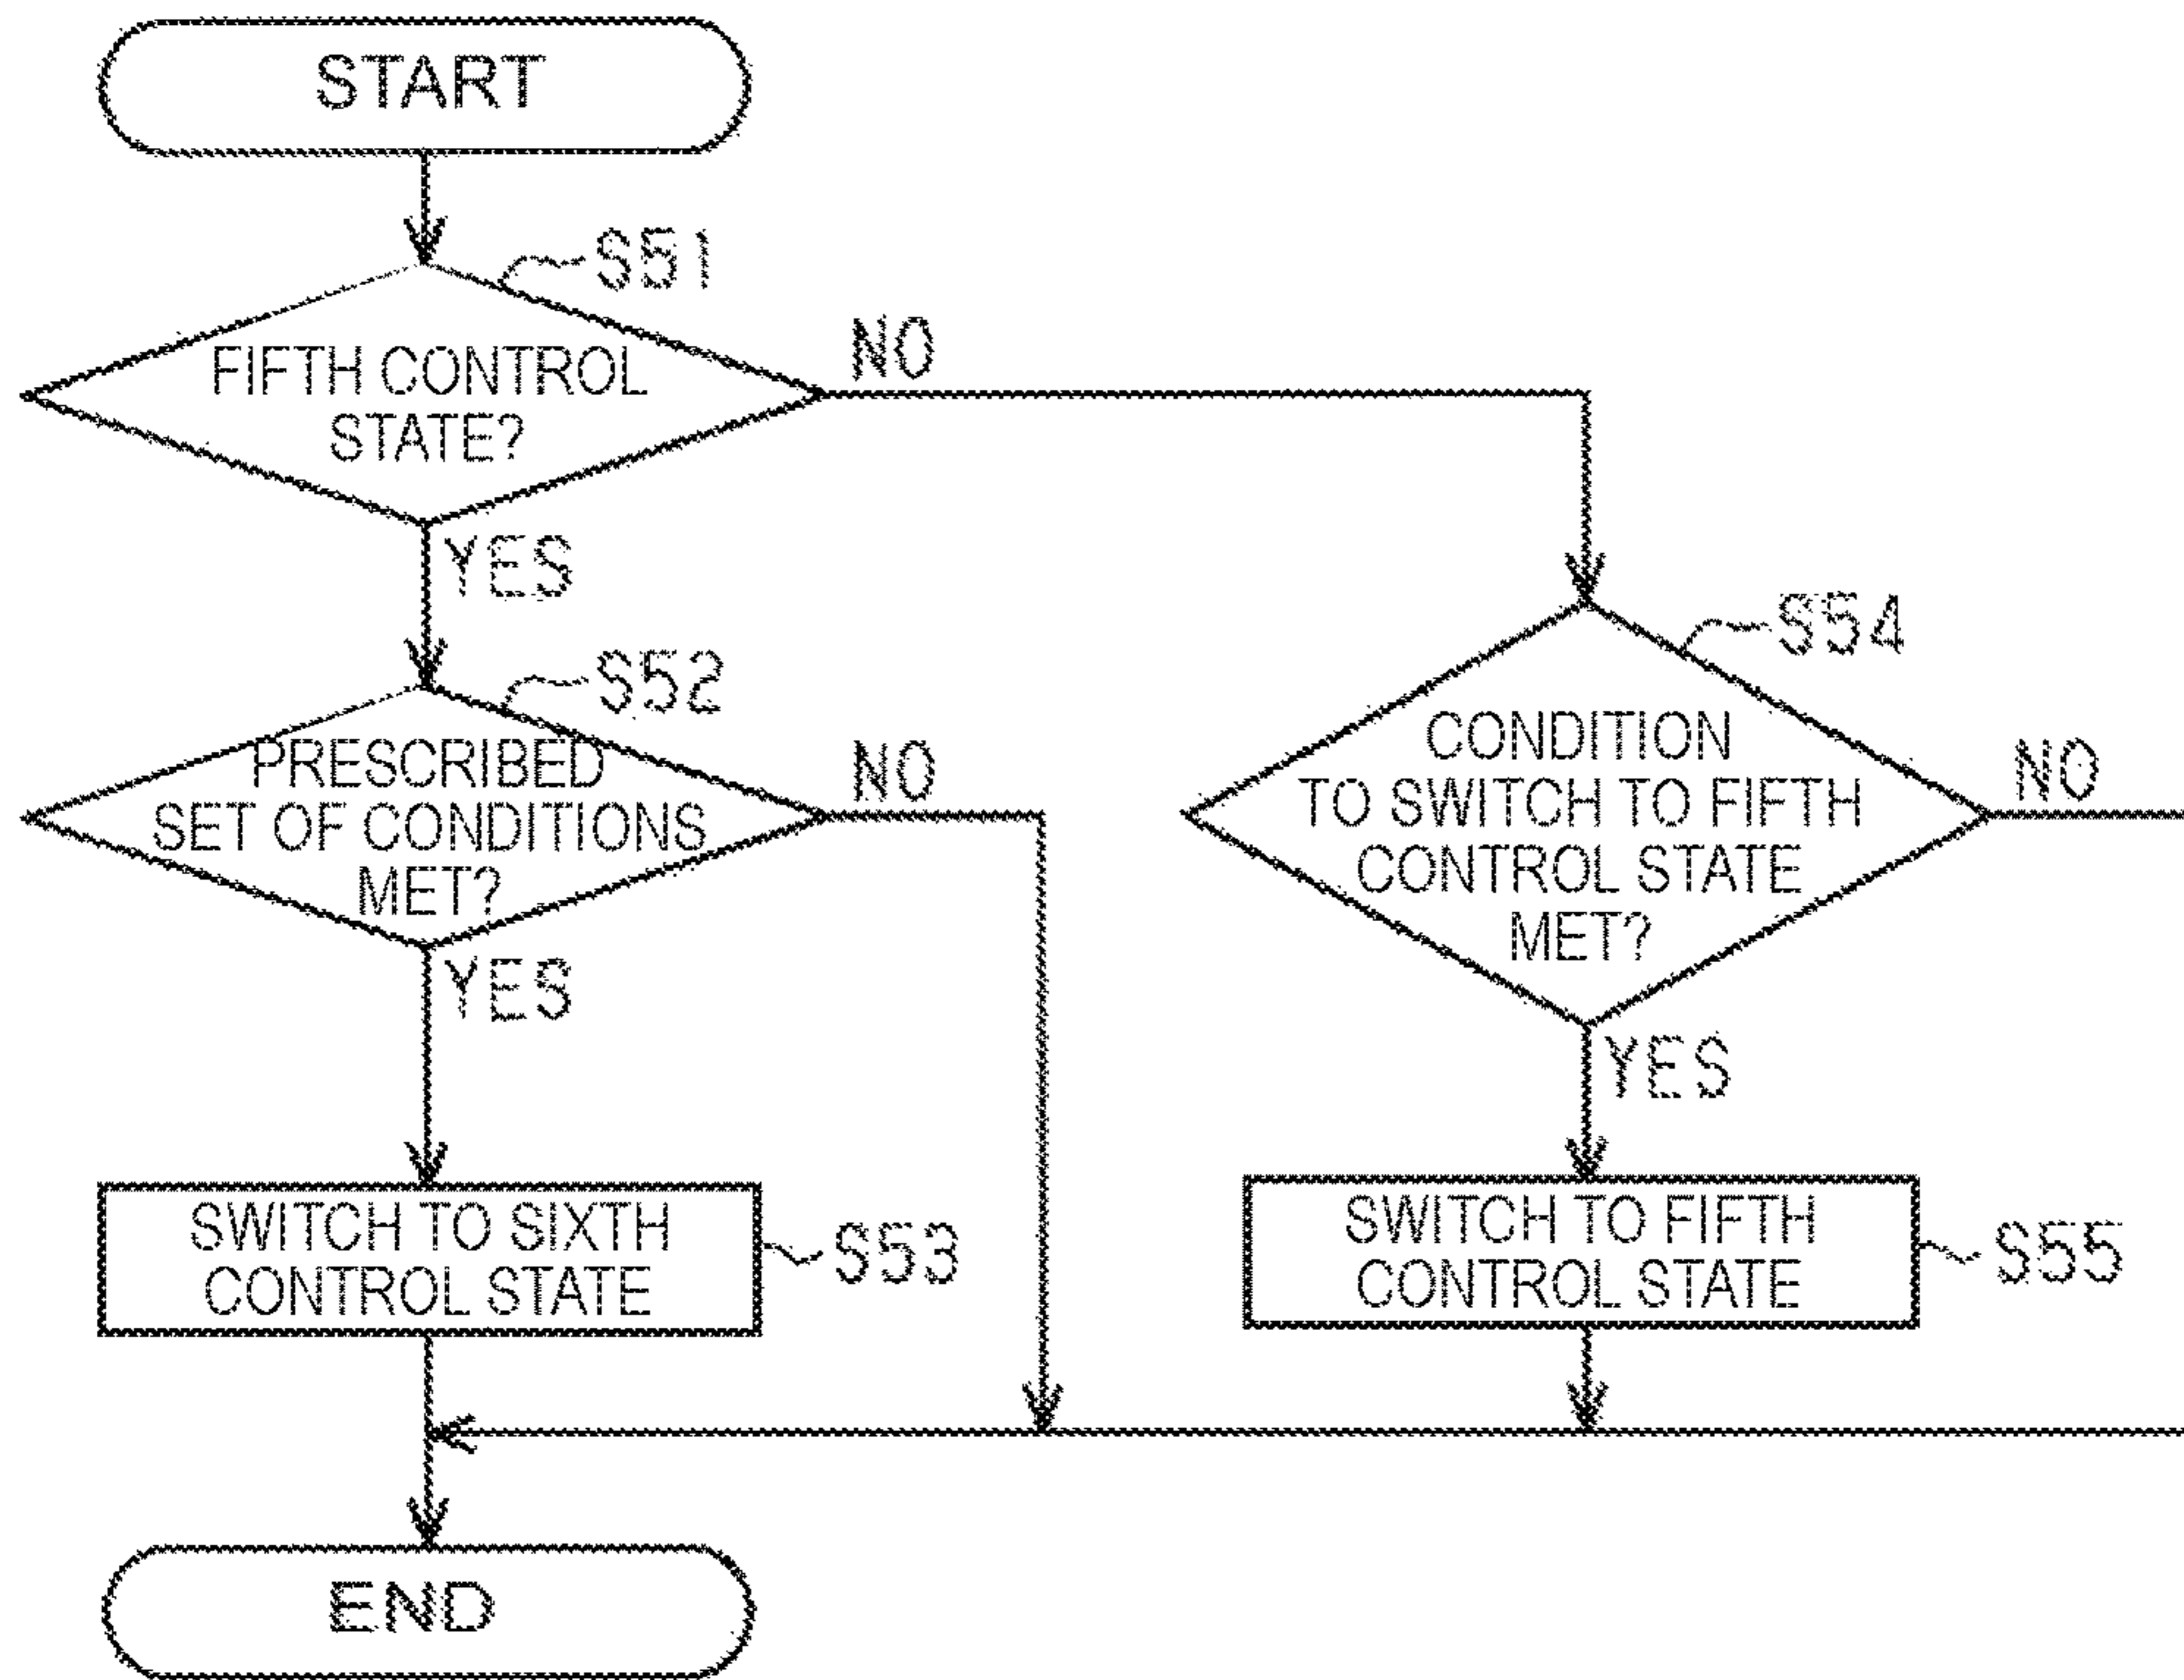 START
S51
FIFTH CONTROL
STATE?
NO
YES
S52
PRESCRIBED
SET OF CONDITIONS
MET?
NO
YES
SWITCH TO SIXTH
CONTROL STATE
S53
S54
CONDITION
TO SWITCH TO FIFTH
CONTROL STATE
MET?
NO
YES
SWITCH TO FIFTH
CONTROL STATE
S55
END